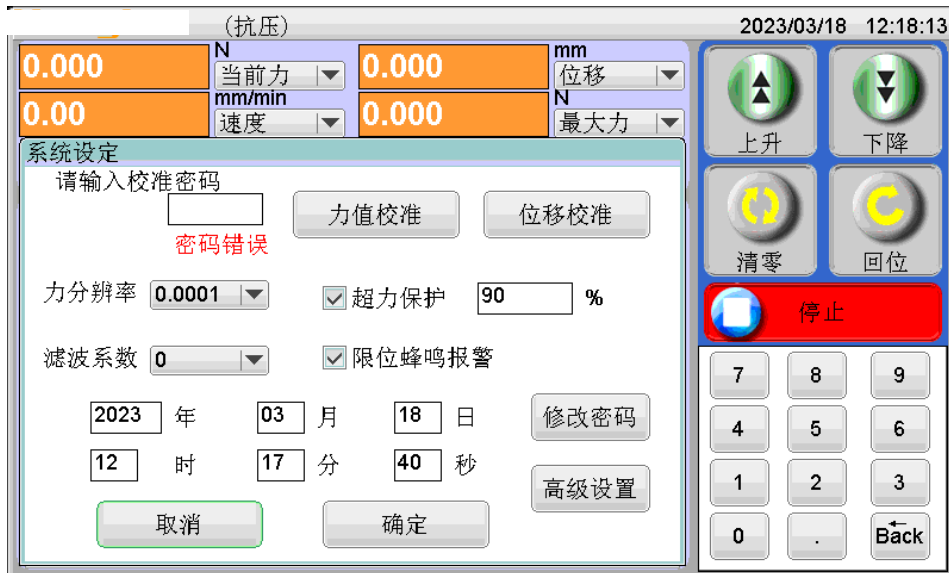 (抗压)
2023/03/18 12:18:13
0.000 N 当前力 0.000 mm 位移
0.00 mm/min 速度 0.000 N 最大力
上升 下降
系统设定
请输入校准密码
力值校准 位移校准
密码错误
清零 回位
力分辨率 0.0001 超力保护 90 %
停止
滤波系数 0 限位蜂鸣报警
2023 年 03 月 18 日 修改密码
12 时 17 分 40 秒 高级设置
取消 确定
7 8 9
4 5 6
1 2 3
0 . Back